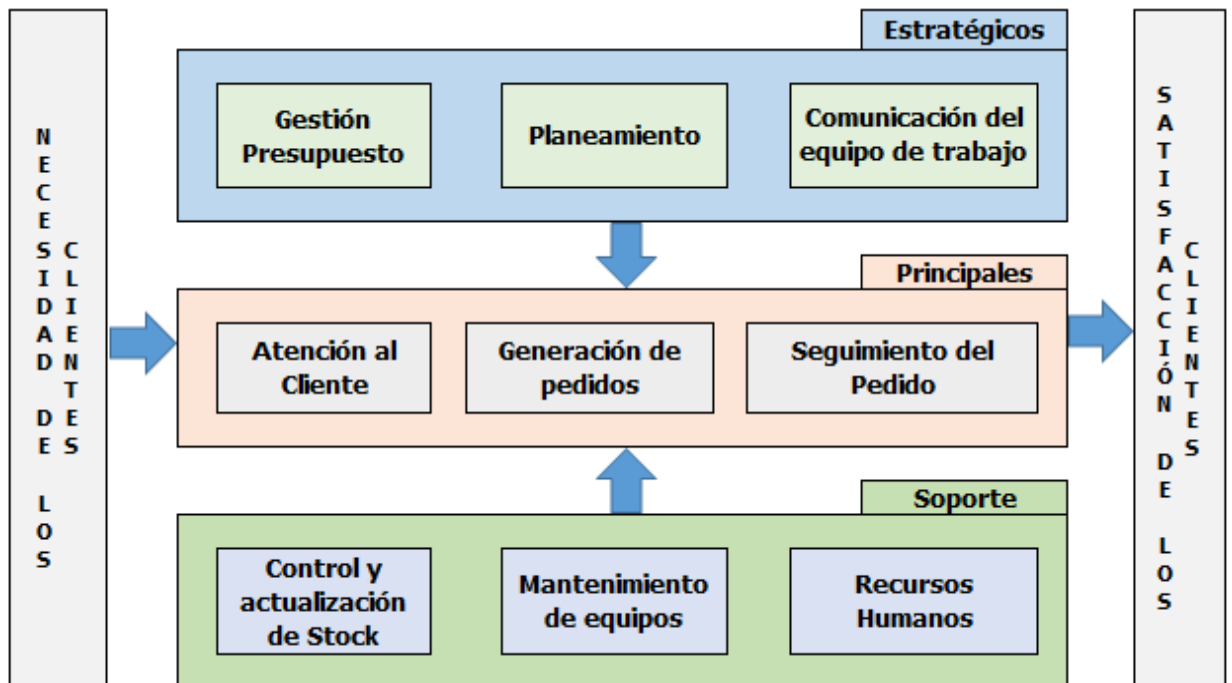 NECESIDAD DE LOS
CLIENTES
Estratégicos
Gestión
Presupuesto
Planeamiento
Comunicación del
equipo de trabajo
Principales
Atención al
Cliente
Generación de
pedidos
Seguimiento del
Pedido
Soporte
Control y
actualización
de Stock
Mantenimiento
de equipos
Recursos
Humanos
SATISFACCIÓN DE LOS
CLIENTES